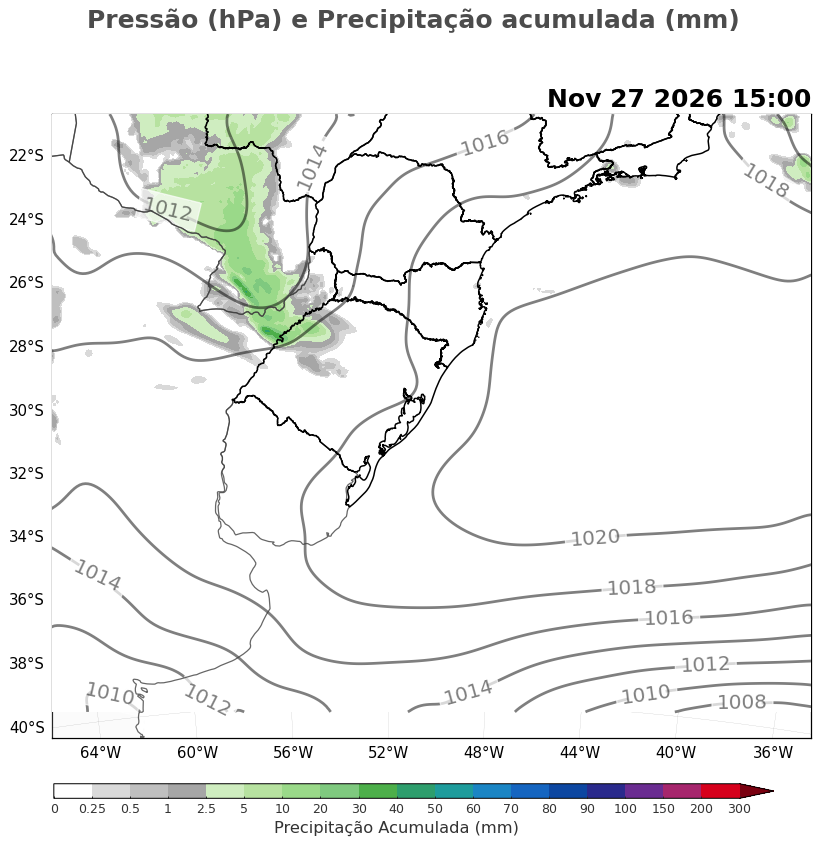 Pressão (hPa) e Precipitação acumulada (mm)
Nov 27 2026 15:00
1016
1014
1018
1012
1020
1018
1016
1014
1012
1014
1010
1012
1010
1008
22°S
24°S
26°S
28°S
30°S
32°S
34°S
36°S
38°S
40°S
64°W 60°W 56°W 52°W 48°W 44°W 40°W 36°W
0 0.25 0.5 1 2.5 5 10 20 30 40 50 60 70 80 90 100 150 200 300
Precipitação Acumulada (mm)